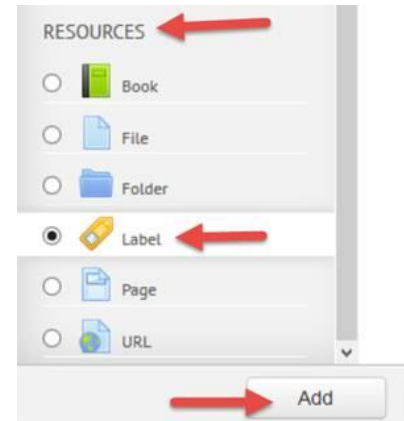 RESOURCES
Book
File
Folder
Label
Page
URL
Add